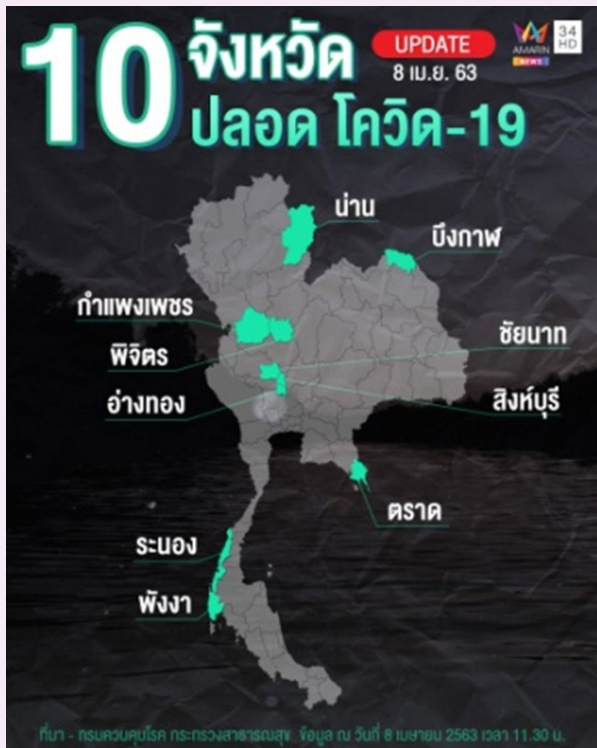 10 จังหวัด
UPDATE
8 เม.ย. 63
AMARIN
NEWS
34
HD
ปลอด โควิด-19
น่าน
บึงกาฬ
กำแพงเพชร
ชัยนาท
พิจิตร
อ่างทอง
สิงห์บุรี
ตราด
ระนอง
พังงา
ที่มา - กรมควบคุมโรค กระทรวงสาธารณสุข ข้อมูล ณ วันที่ 8 เมษายน 2563 เวลา 11.30 น.